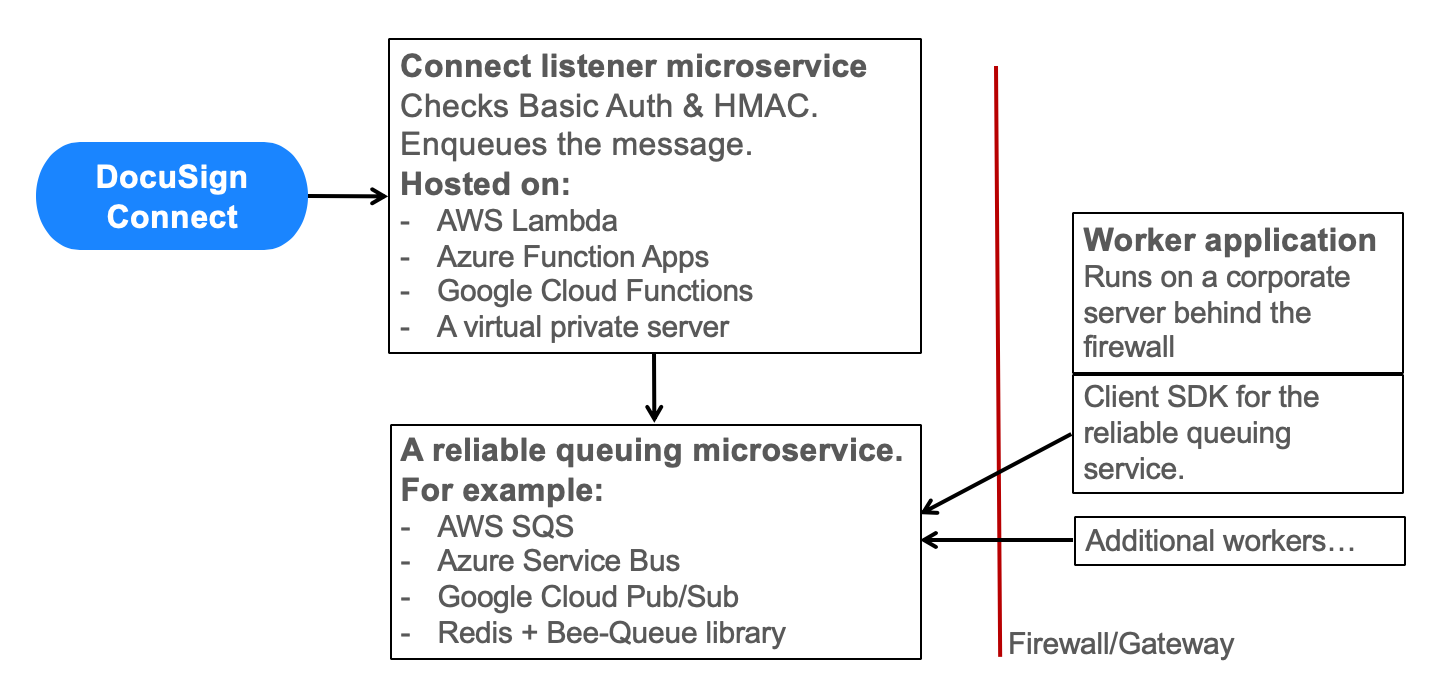 DocuSign
Connect
Connect listener microservice
Checks Basic Auth & HMAC.
Enqueues the message.
Hosted on:
- AWS Lambda
- Azure Function Apps
- Google Cloud Functions
- A virtual private server
A reliable queuing microservice.
For example:
- AWS SQS
- Azure Service Bus
- Google Cloud Pub/Sub
- Redis + Bee-Queue library
Worker application
Runs on a corporate
server behind the
firewall
Client SDK for the
reliable queuing
service.
Additional workers…
Firewall/Gateway